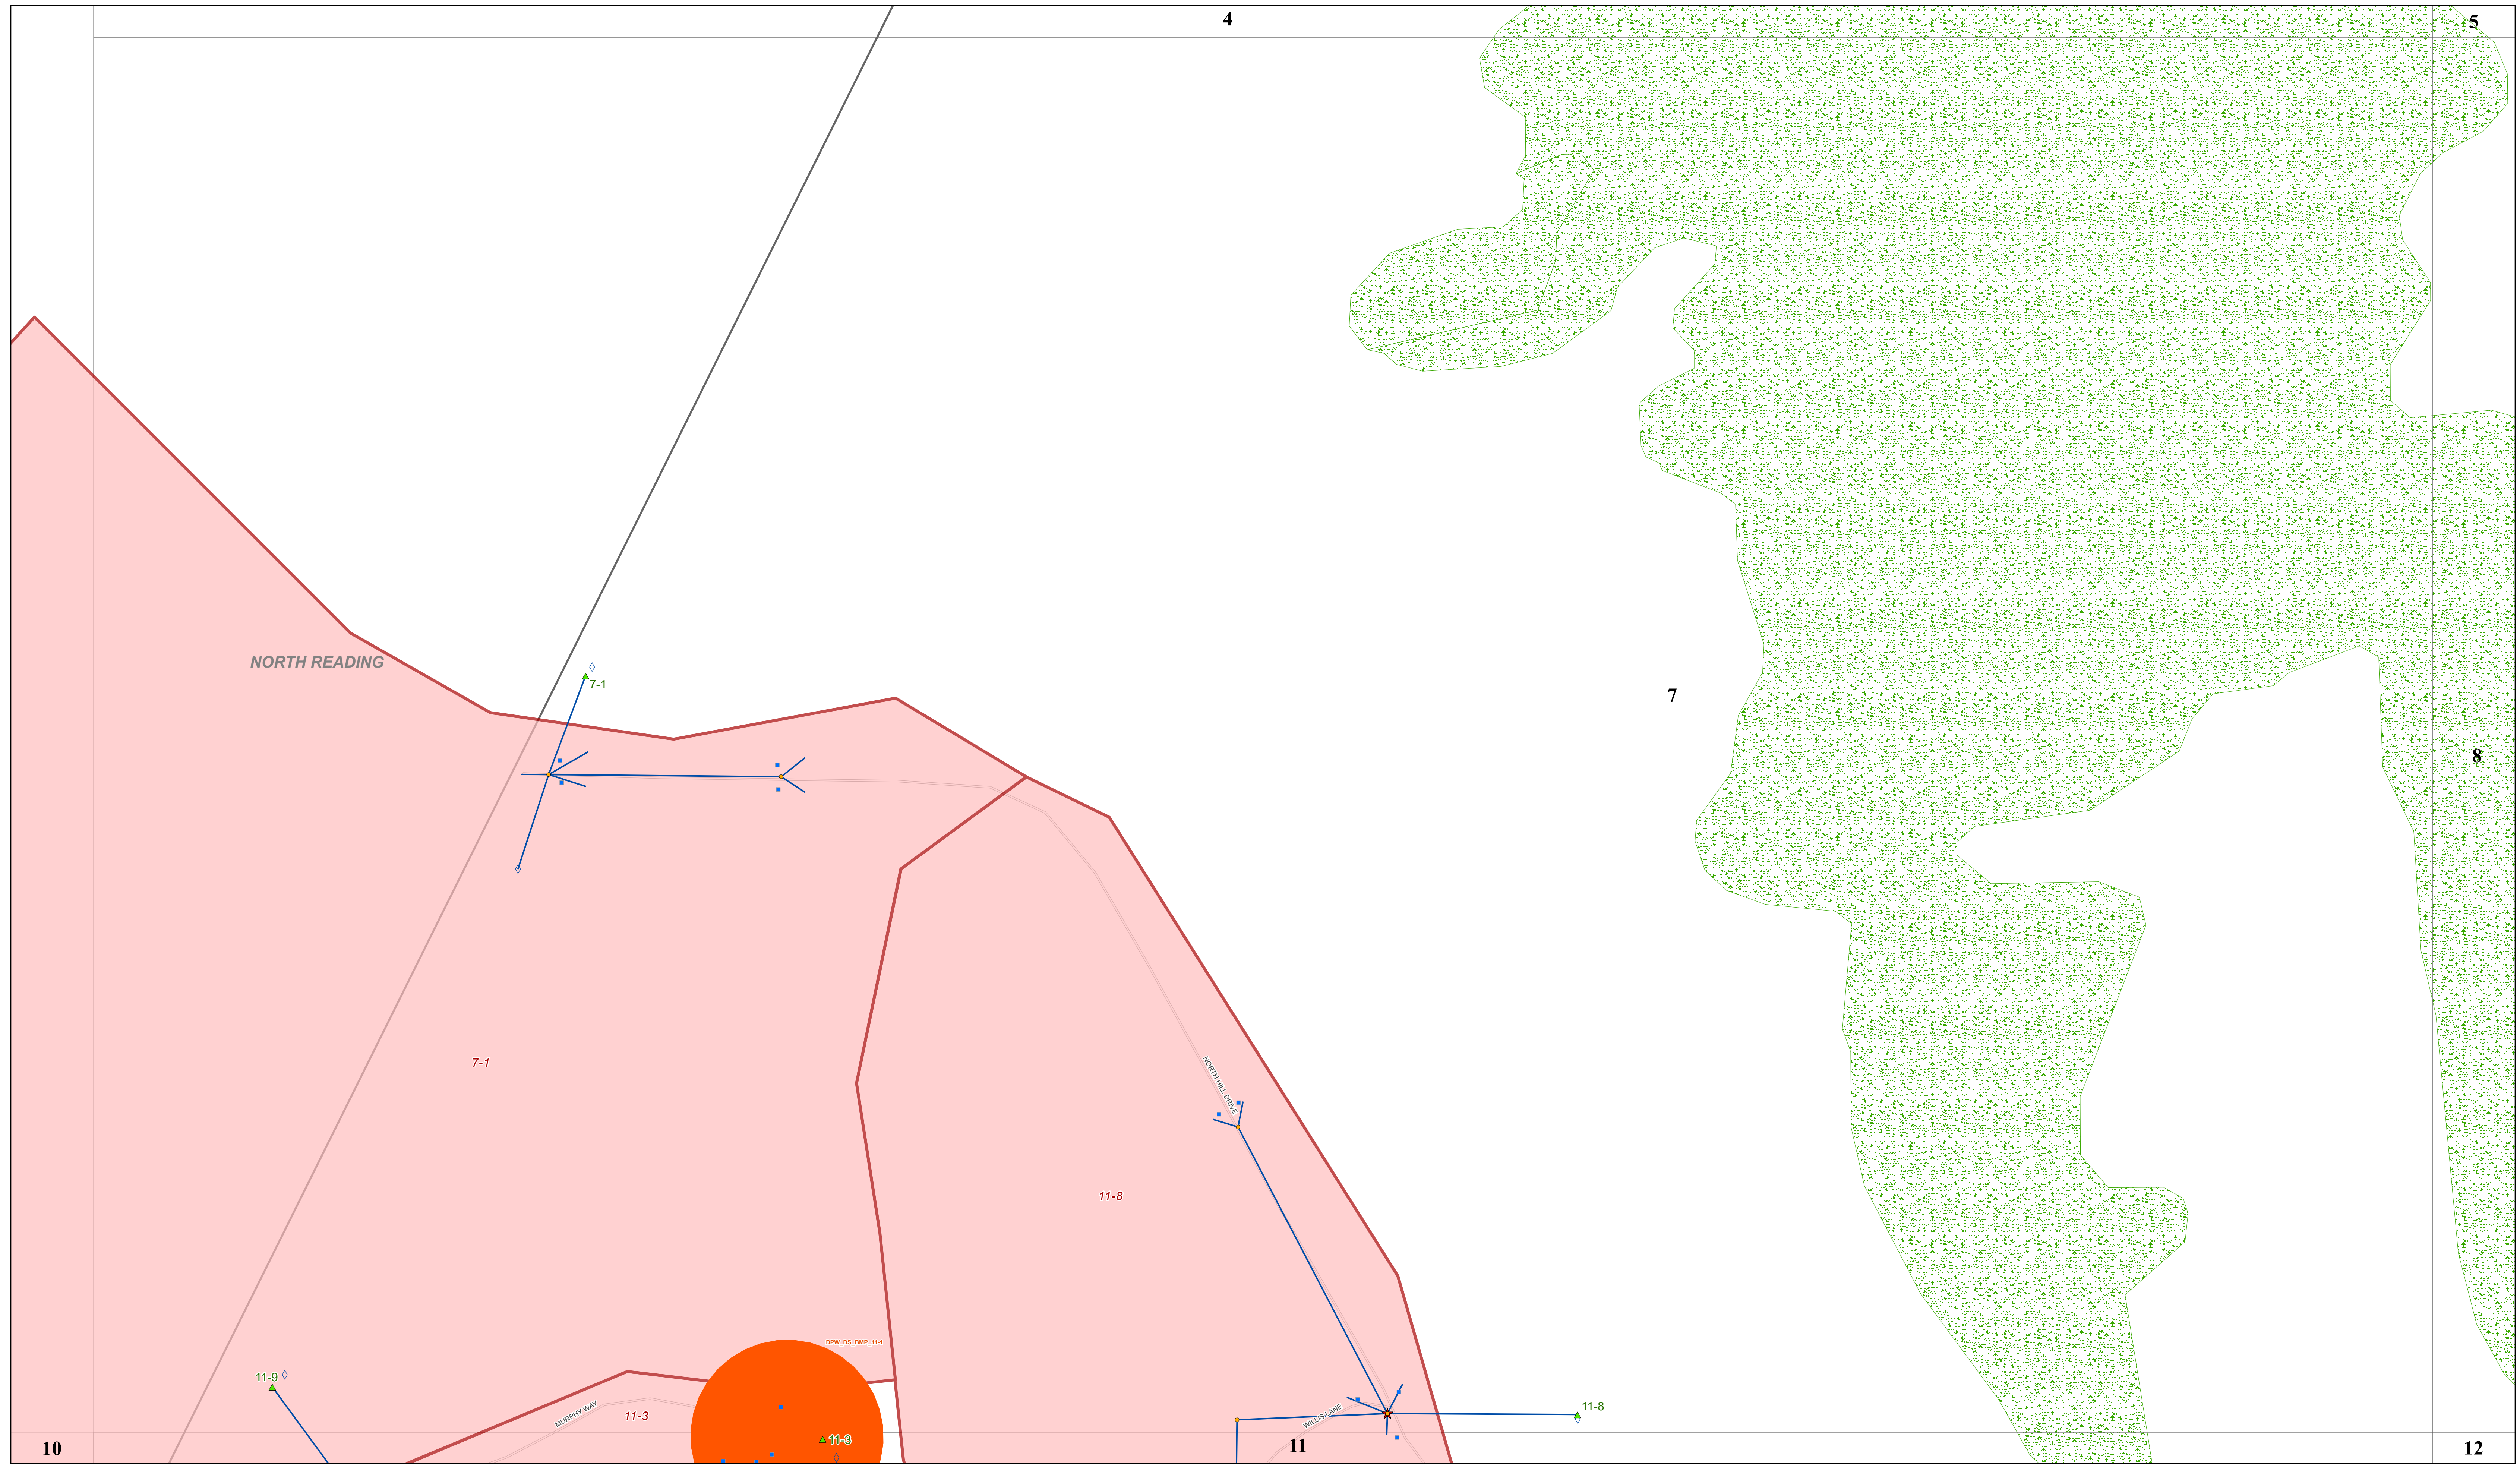 4
5
NORTH READING
7-1
7
8
7-1
NORTH HILL DRIVE
11-8
DPW_DS_BMP_11-1
11-9
MURPHY WAY
11-3
WILLIS LANE
11-8
11-3
10
11
12